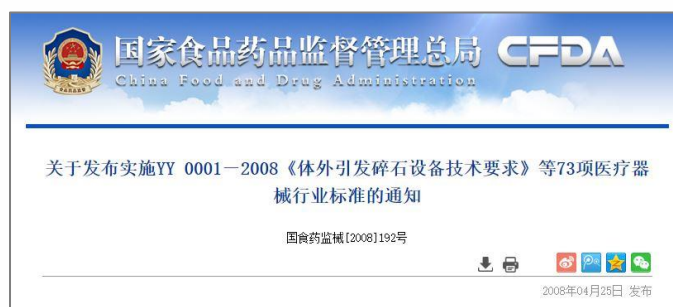 国家食品药品监督管理总局 CFDA
China Food and Drug Administration
关于发布实施YY 0001—2008《体外引发碎石设备技术要求》等73项医疗器
械行业标准的通知
国食药监械[2008]192号
2008年04月25日 发布